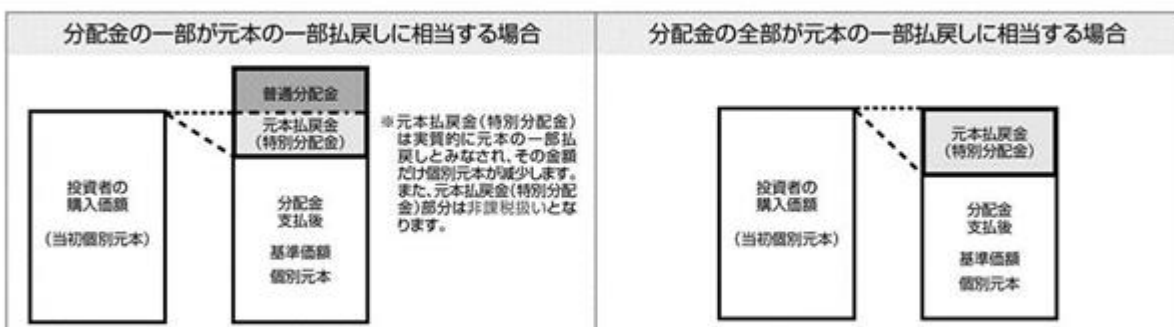 分配金の一部が元本の一部払戻しに相当する場合
投資者の
購入価額
(当初個別元本)
普通分配金
元本払戻金
(特別分配金)
分配金
支払後
基準価額
個別元本
※元本払戻金(特別分配金)
は実質的に元本の一部払
戻しとみなされ、その金額
だけ個別元本が減少します。
また、元本払戻金(特別分配
金)部分は非課税扱いとな
ります。
分配金の全部が元本の一部払戻しに相当する場合
投資者の
購入価額
(当初個別元本)
元本払戻金
(特別分配金)
分配金
支払後
基準価額
個別元本